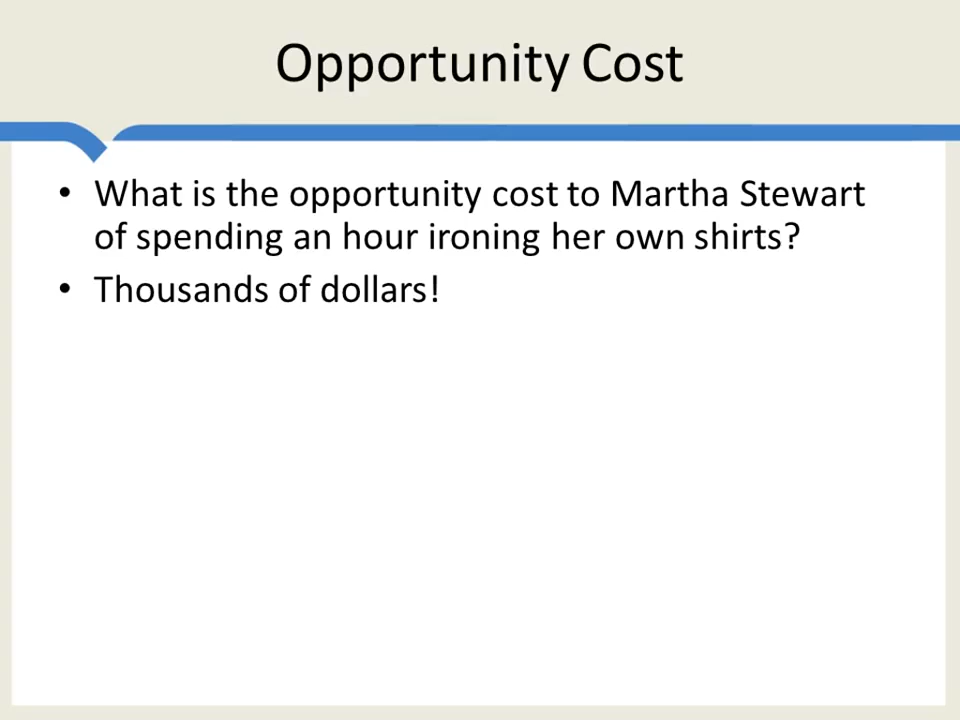 Opportunity Cost
• What is the opportunity cost to Martha Stewart
of spending an hour ironing her own shirts?
• Thousands of dollars!